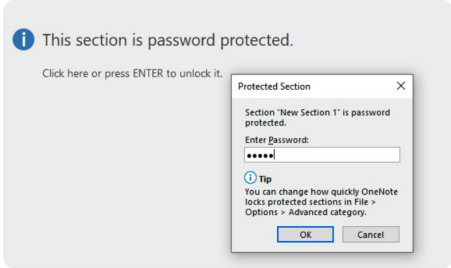 This section is password protected.
Click here or press ENTER to unlock it.
Protected Section
Section "New Section 1" is password
protected.
Enter Password:
●●●●●
Tip
You can change how quickly OneNote
locks protected sections in File >
Options > Advanced category.
OK Cancel